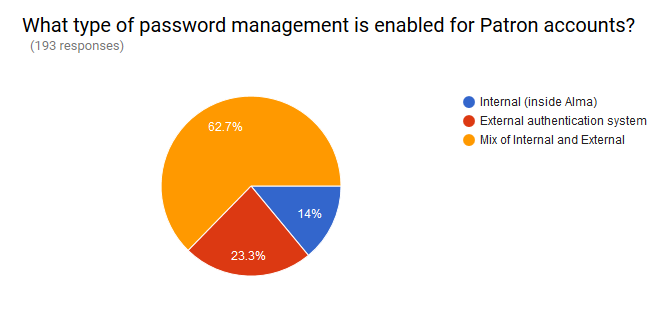 What type of password management is enabled for Patron accounts?
(193 responses)
62.7%
14%
23.3%
Internal (inside Alma)
External authentication system
Mix of Internal and External